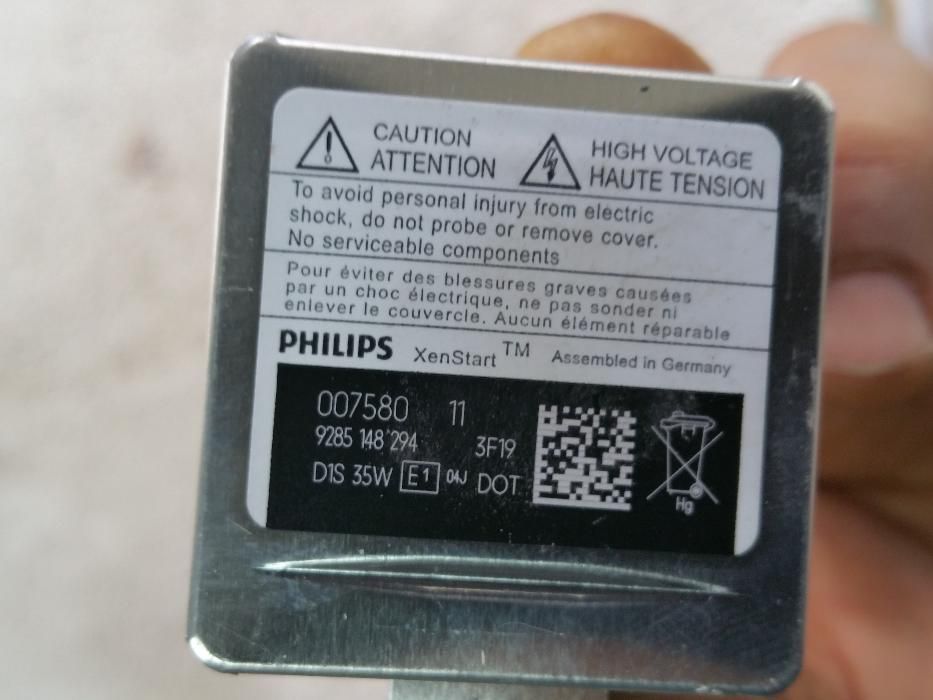 CAUTION
ATTENTION
HIGH VOLTAGE
HAUTE TENSION
To avoid personal injury from electric
shock, do not probe or remove cover.
No serviceable components
Pour éviter des blessures graves causées
par un choc électrique, ne pas sonder ni
enlever le couvercle. Aucun élément réparable
PHILIPS XenStart™ Assembled in Germany
007580 11
9285 148 294 3F19
D1S 35W E1 04J DOT
Hg